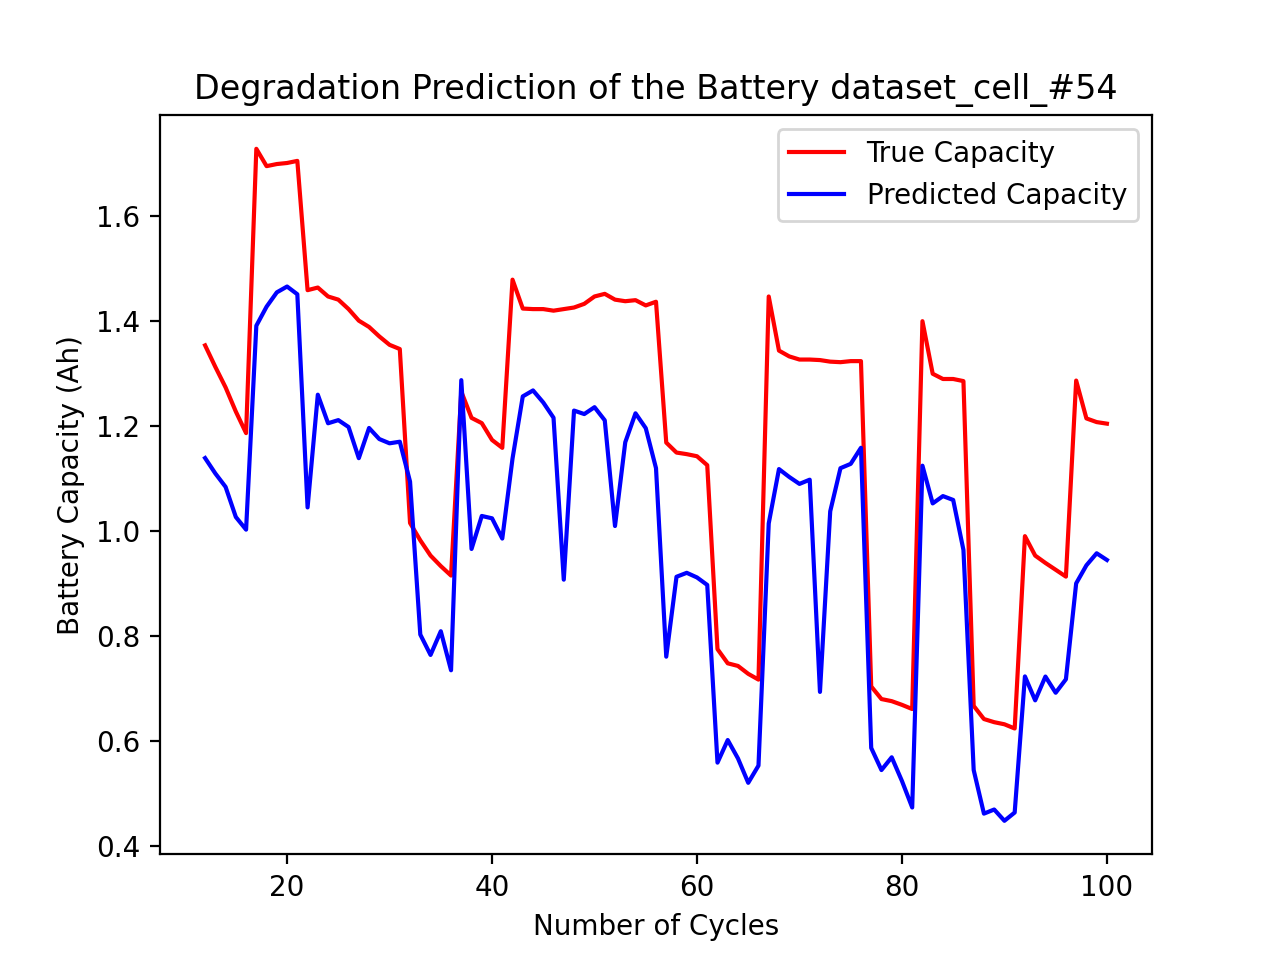 Degradation Prediction of the Battery dataset_cell_#54
True Capacity
Predicted Capacity
Battery Capacity (Ah)
1.6
1.4
1.2
1.0
0.8
0.6
0.4
20 40 60 80 100
Number of Cycles